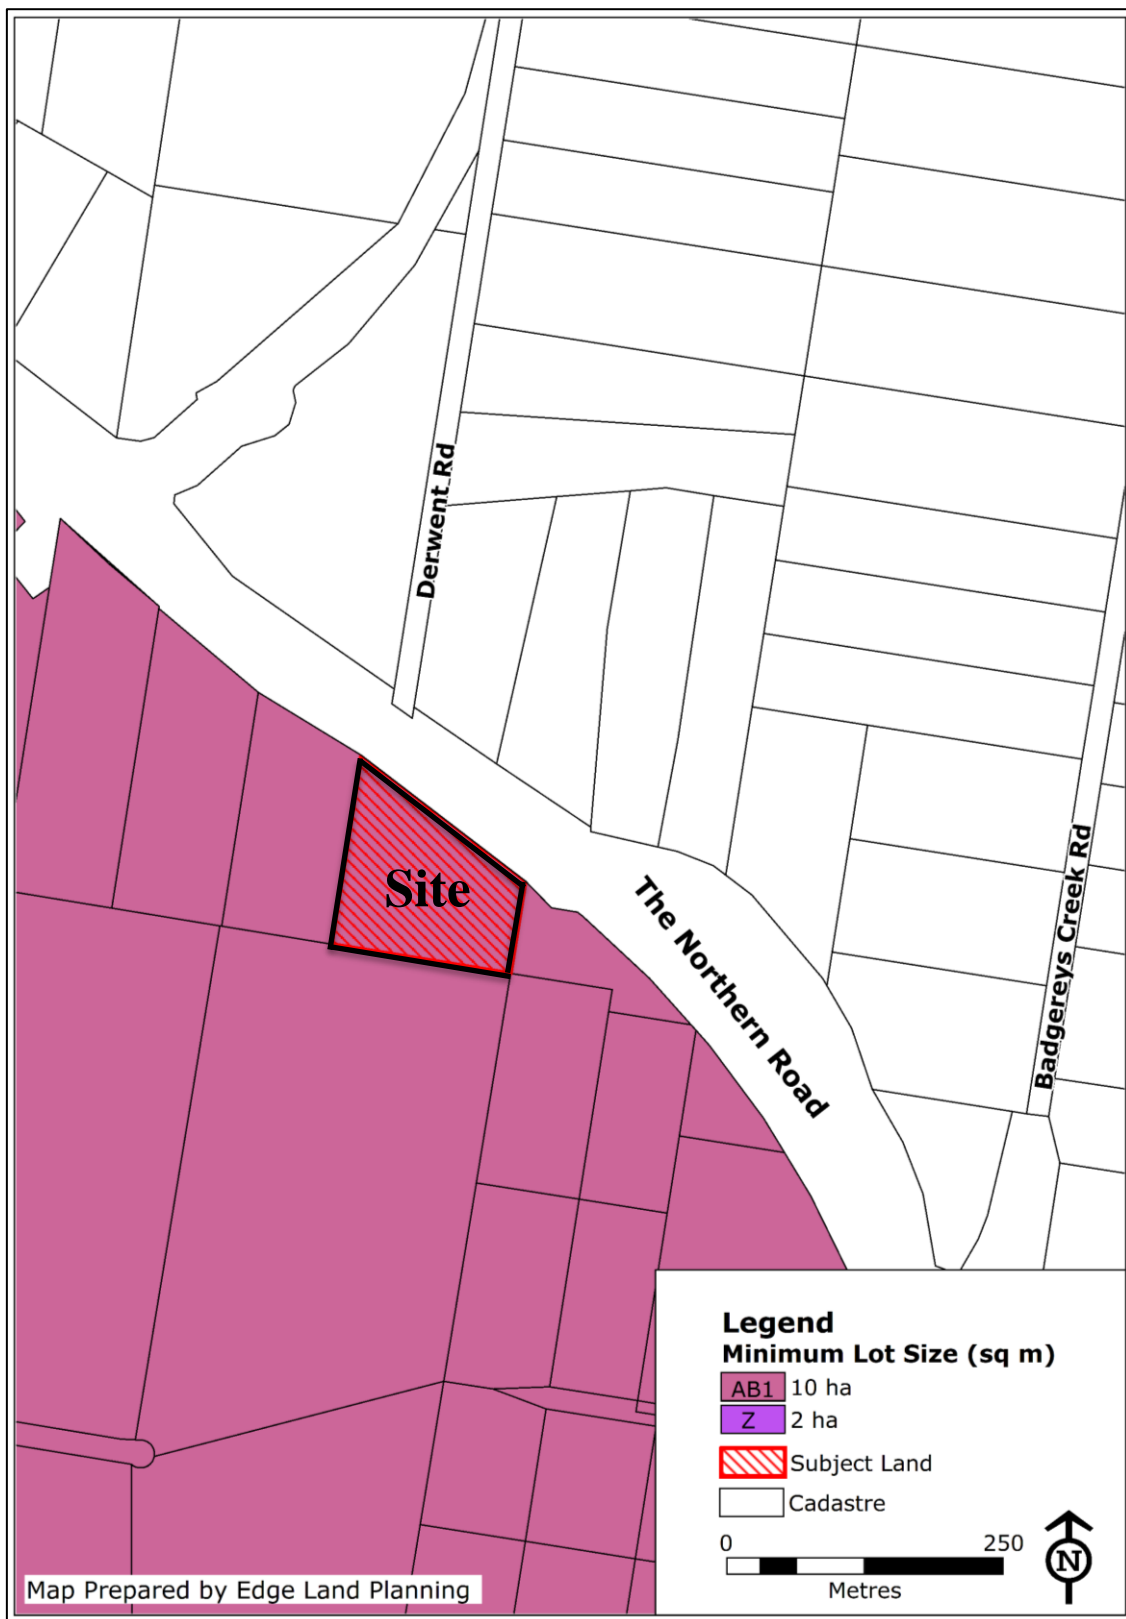 Derwent Rd
Site
The Northern Road
Badgereys Creek Rd
Legend
Minimum Lot Size (sq m)
AB1 10 ha
Z 2 ha
Subject Land
Cadastre
0 250
Metres
N
Map Prepared by Edge Land Planning